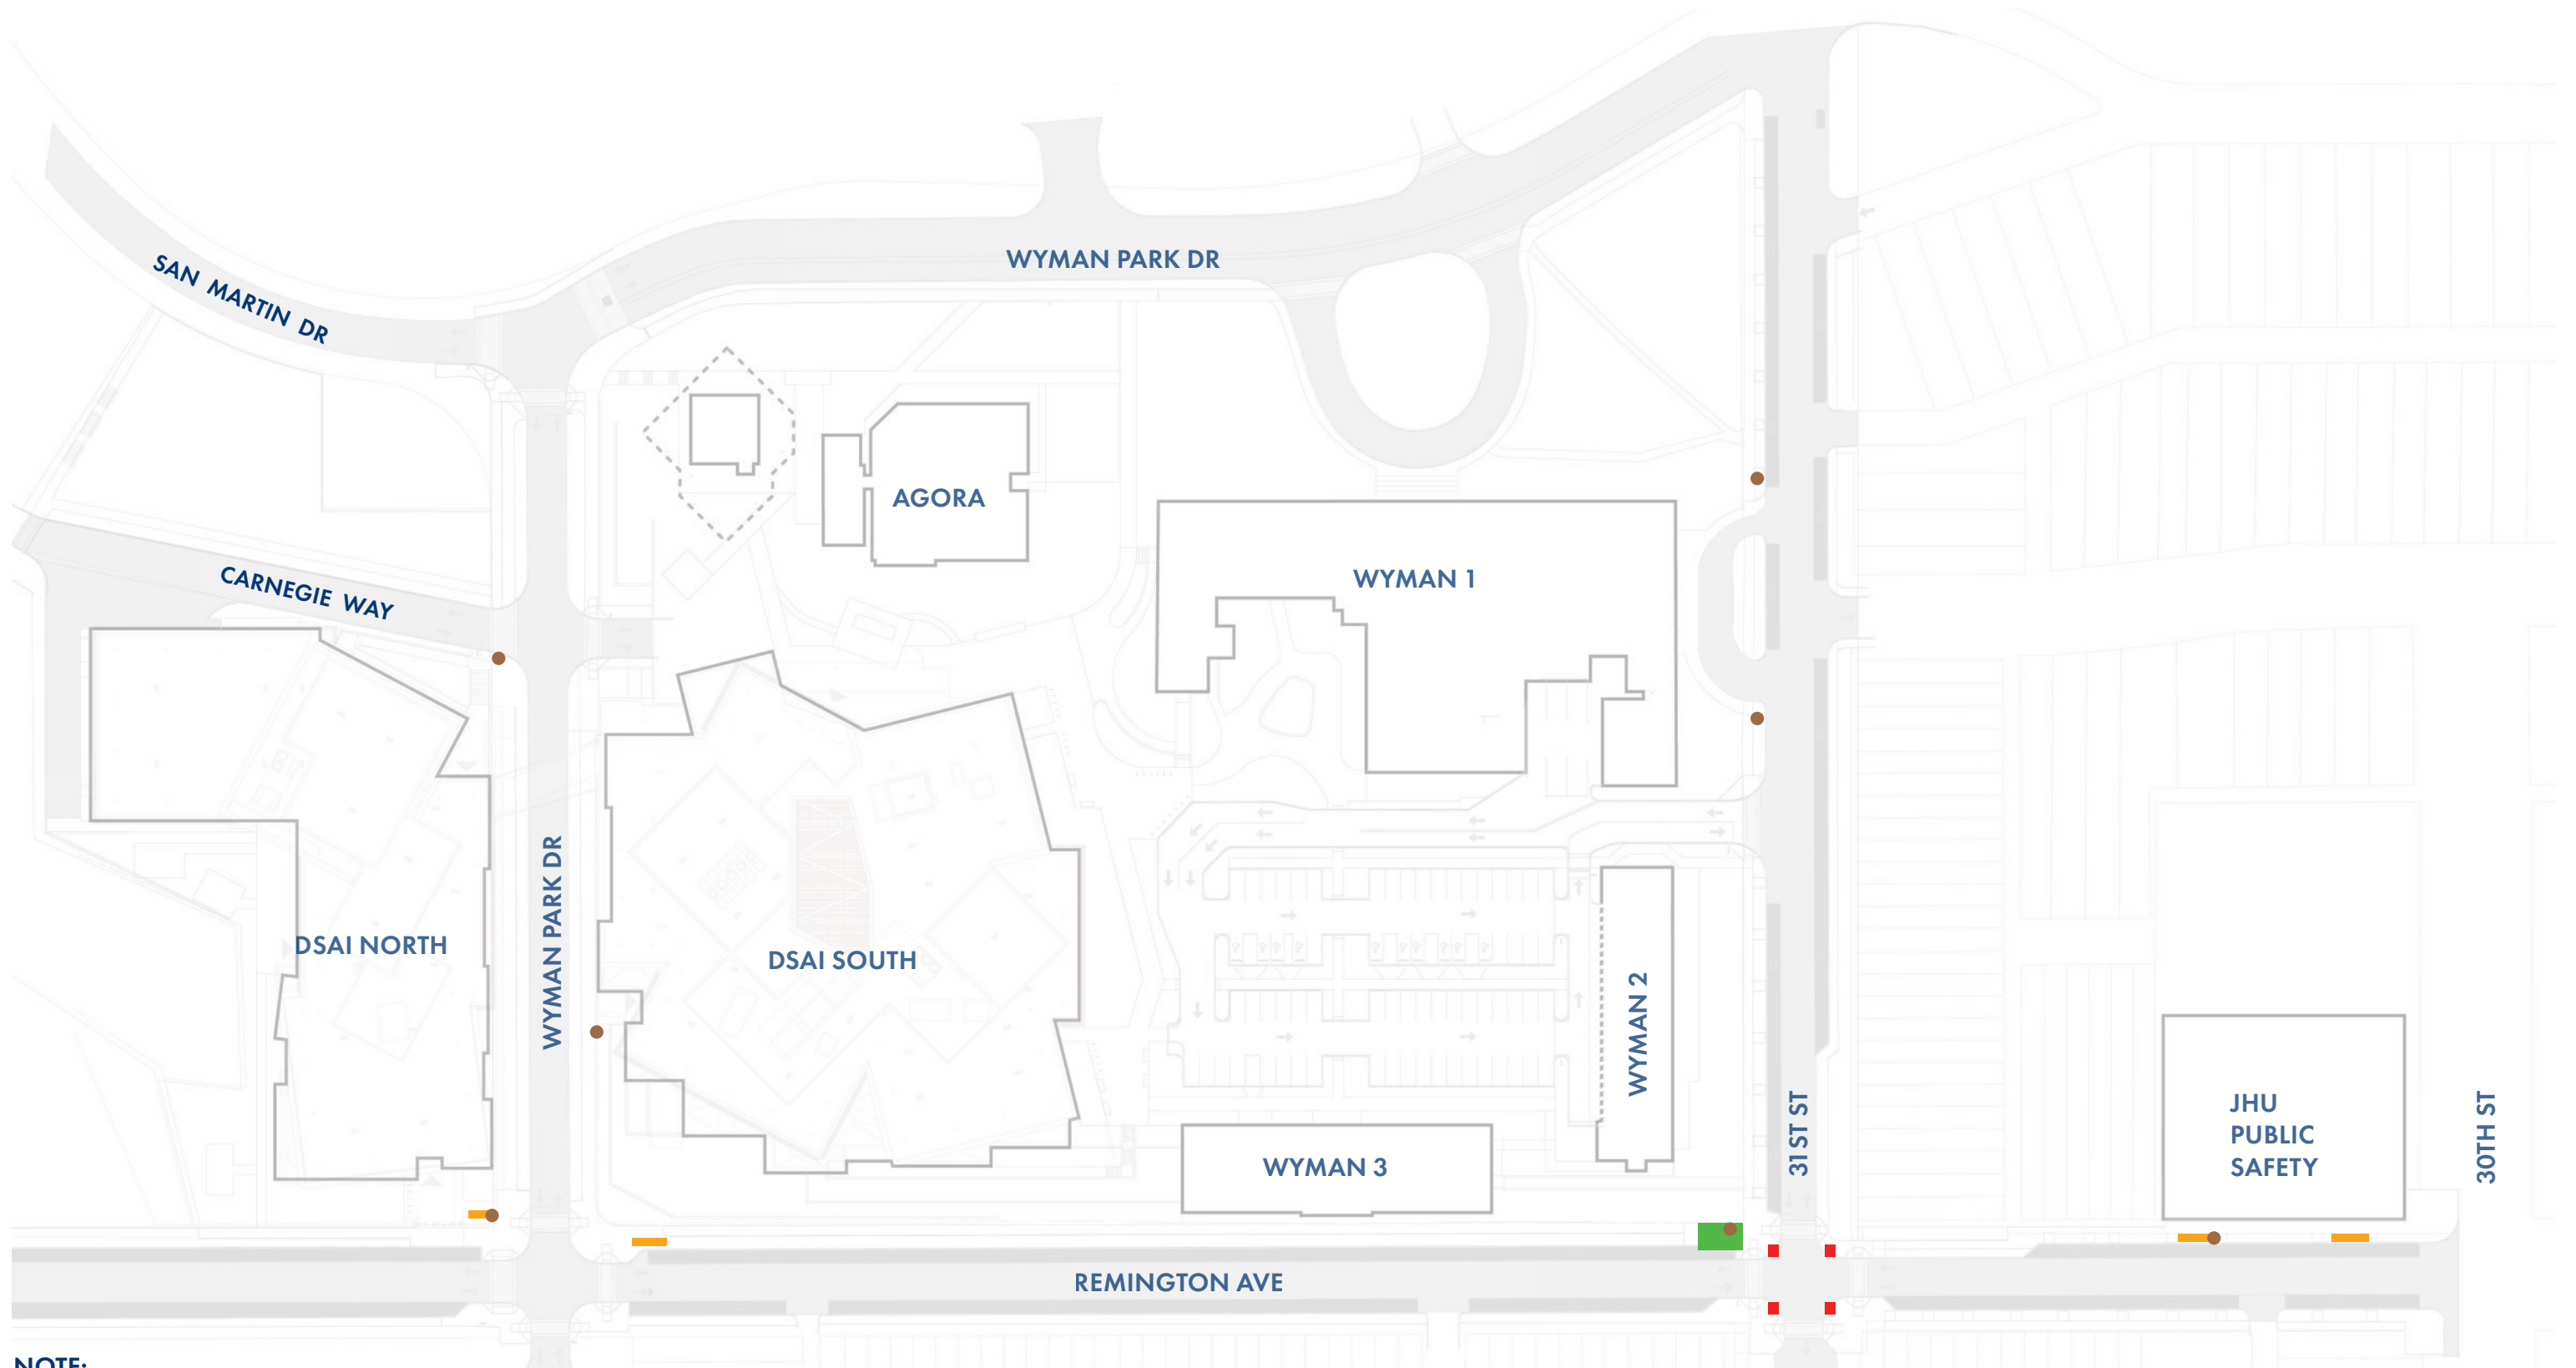 WYMAN PARK DR
SAN MARTIN DR
AGORA
WYMAN 1
CARNEGIE WAY
DSAI NORTH
WYMAN PARK DR
DSAI SOUTH
WYMAN 2
31ST ST
JHU
PUBLIC
SAFETY
30TH ST
WYMAN 3
REMINGTON AVE
NOTE: